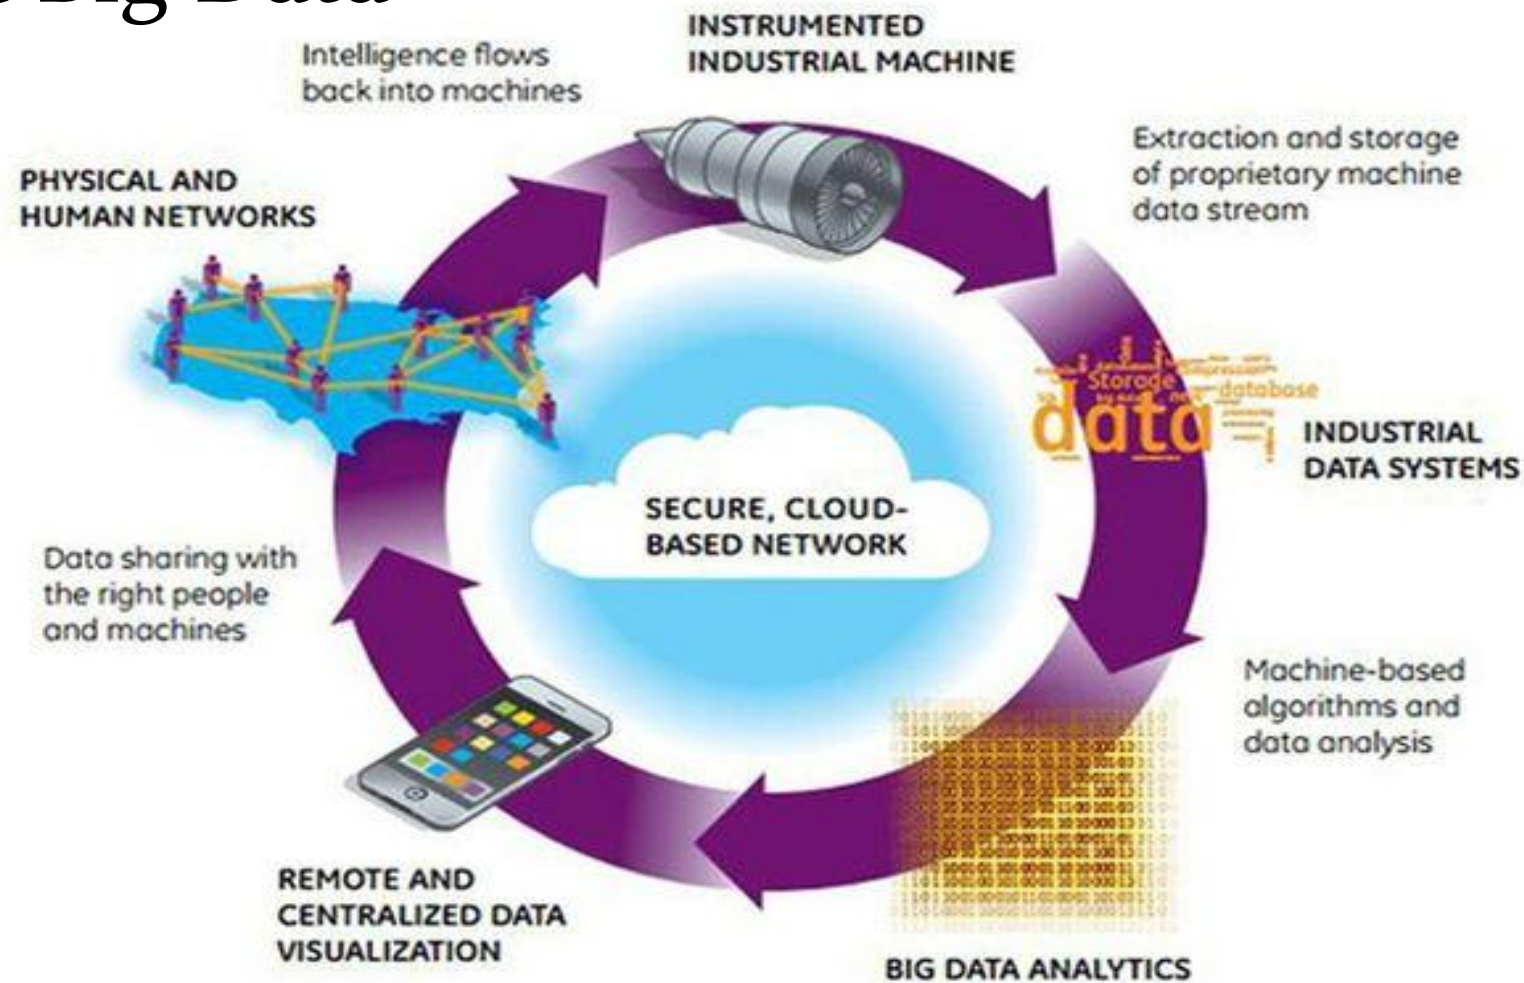 Big Data
INSTRUMENTED
INDUSTRIAL MACHINE
Intelligence flows
back into machines
Extraction and storage
of proprietary machine
data stream
PHYSICAL AND
HUMAN NETWORKS
Storage
database
data
INDUSTRIAL
DATA SYSTEMS
SECURE, CLOUD-
BASED NETWORK
Data sharing with
the right people
and machines
Machine-based
algorithms and
data analysis
REMOTE AND
CENTRALIZED DATA
VISUALIZATION
BIG DATA ANALYTICS